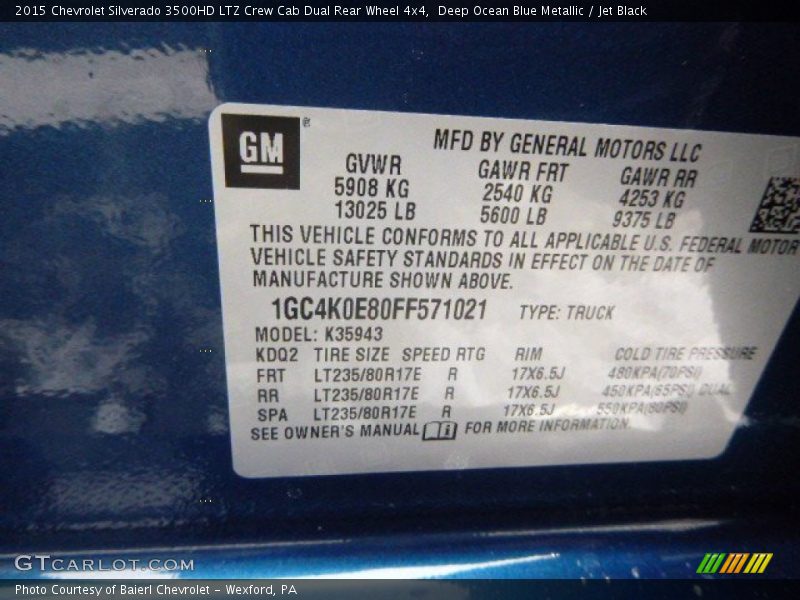 2015 Chevrolet Silverado 3500HD LTZ Crew Cab Dual Rear Wheel 4x4,  Deep Ocean Blue Metallic / Jet Black
GM®
MFD BY GENERAL MOTORS LLC
GVWR GAWR FRT GAWR RR
5908 KG 2540 KG 4253 KG
13025 LB 5600 LB 9375 LB
THIS VEHICLE CONFORMS TO ALL APPLICABLE U.S. FEDERAL MOTOR
VEHICLE SAFETY STANDARDS IN EFFECT ON THE DATE OF
MANUFACTURE SHOWN ABOVE.
1GC4K0E80FF571021 TYPE: TRUCK
MODEL: K35943
KDQ2 TIRE SIZE SPEED RTG RIM COLD TIRE PRESSURE
FRT LT235/80R17E R 17X6.5J 480KPA(70PSI)
RR LT235/80R17E R 17X6.5J 450KPA(65PSI) DUAL
SPA LT235/80R17E R 17X6.5J 550KPA(80PSI)
SEE OWNER'S MANUAL FOR MORE INFORMATION.
GTCARLOT.COM
Photo Courtesy of Baierl Chevrolet - Wexford, PA